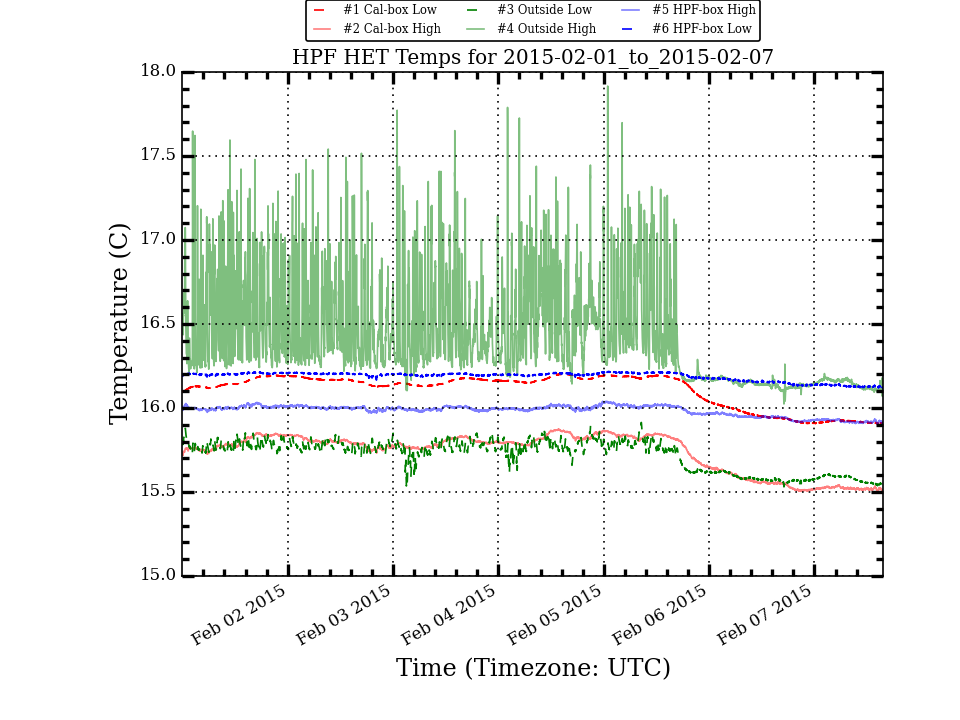 #1 Cal-box Low #3 Outside Low #5 HPF-box High
#2 Cal-box High #4 Outside High #6 HPF-box Low
HPF HET Temps for 2015-02-01_to_2015-02-07
18.0
17.5
17.0
16.5
16.0
15.5
15.0
Temperature (C)
Feb 02 2015 Feb 03 2015 Feb 04 2015 Feb 05 2015 Feb 06 2015 Feb 07 2015
Time (Timezone: UTC)